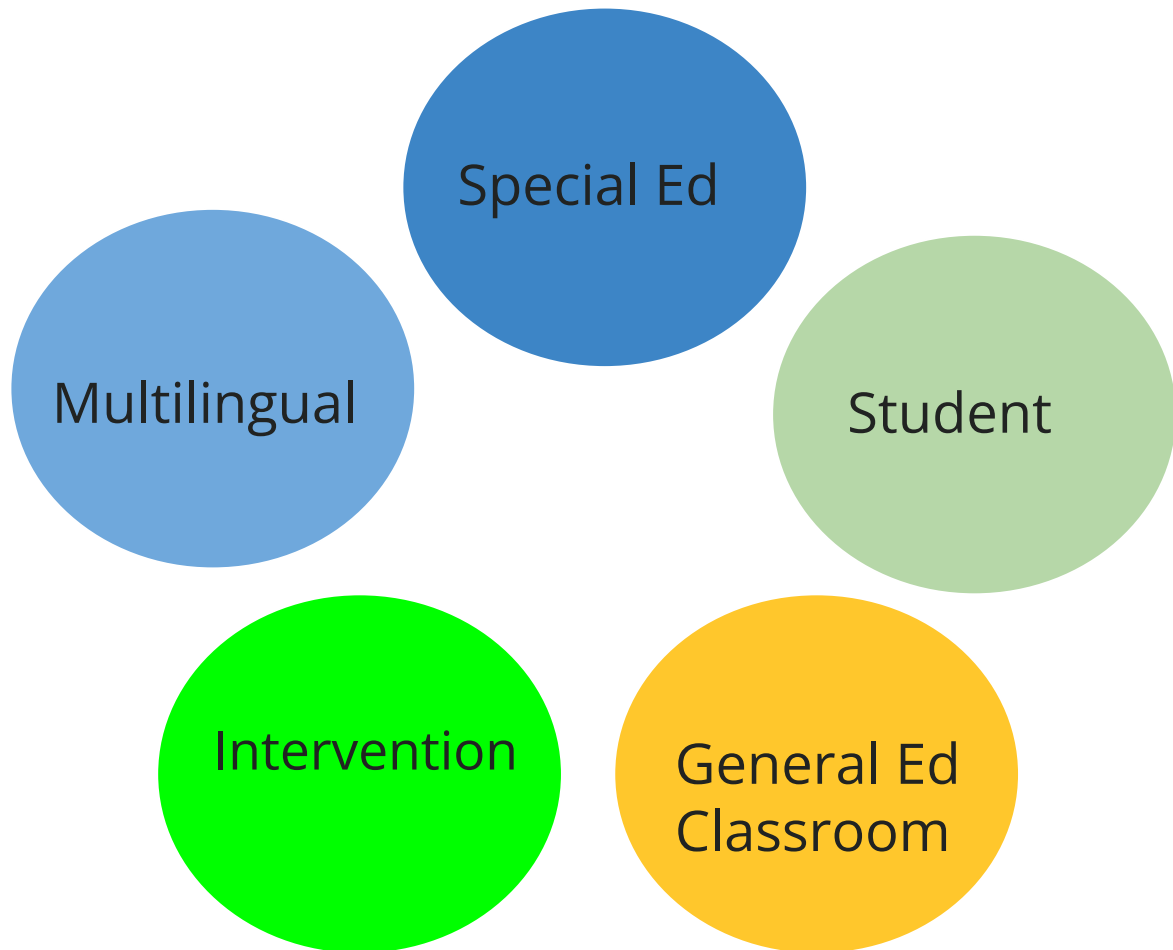 Special Ed
Multilingual
Student
Intervention
General Ed
Classroom